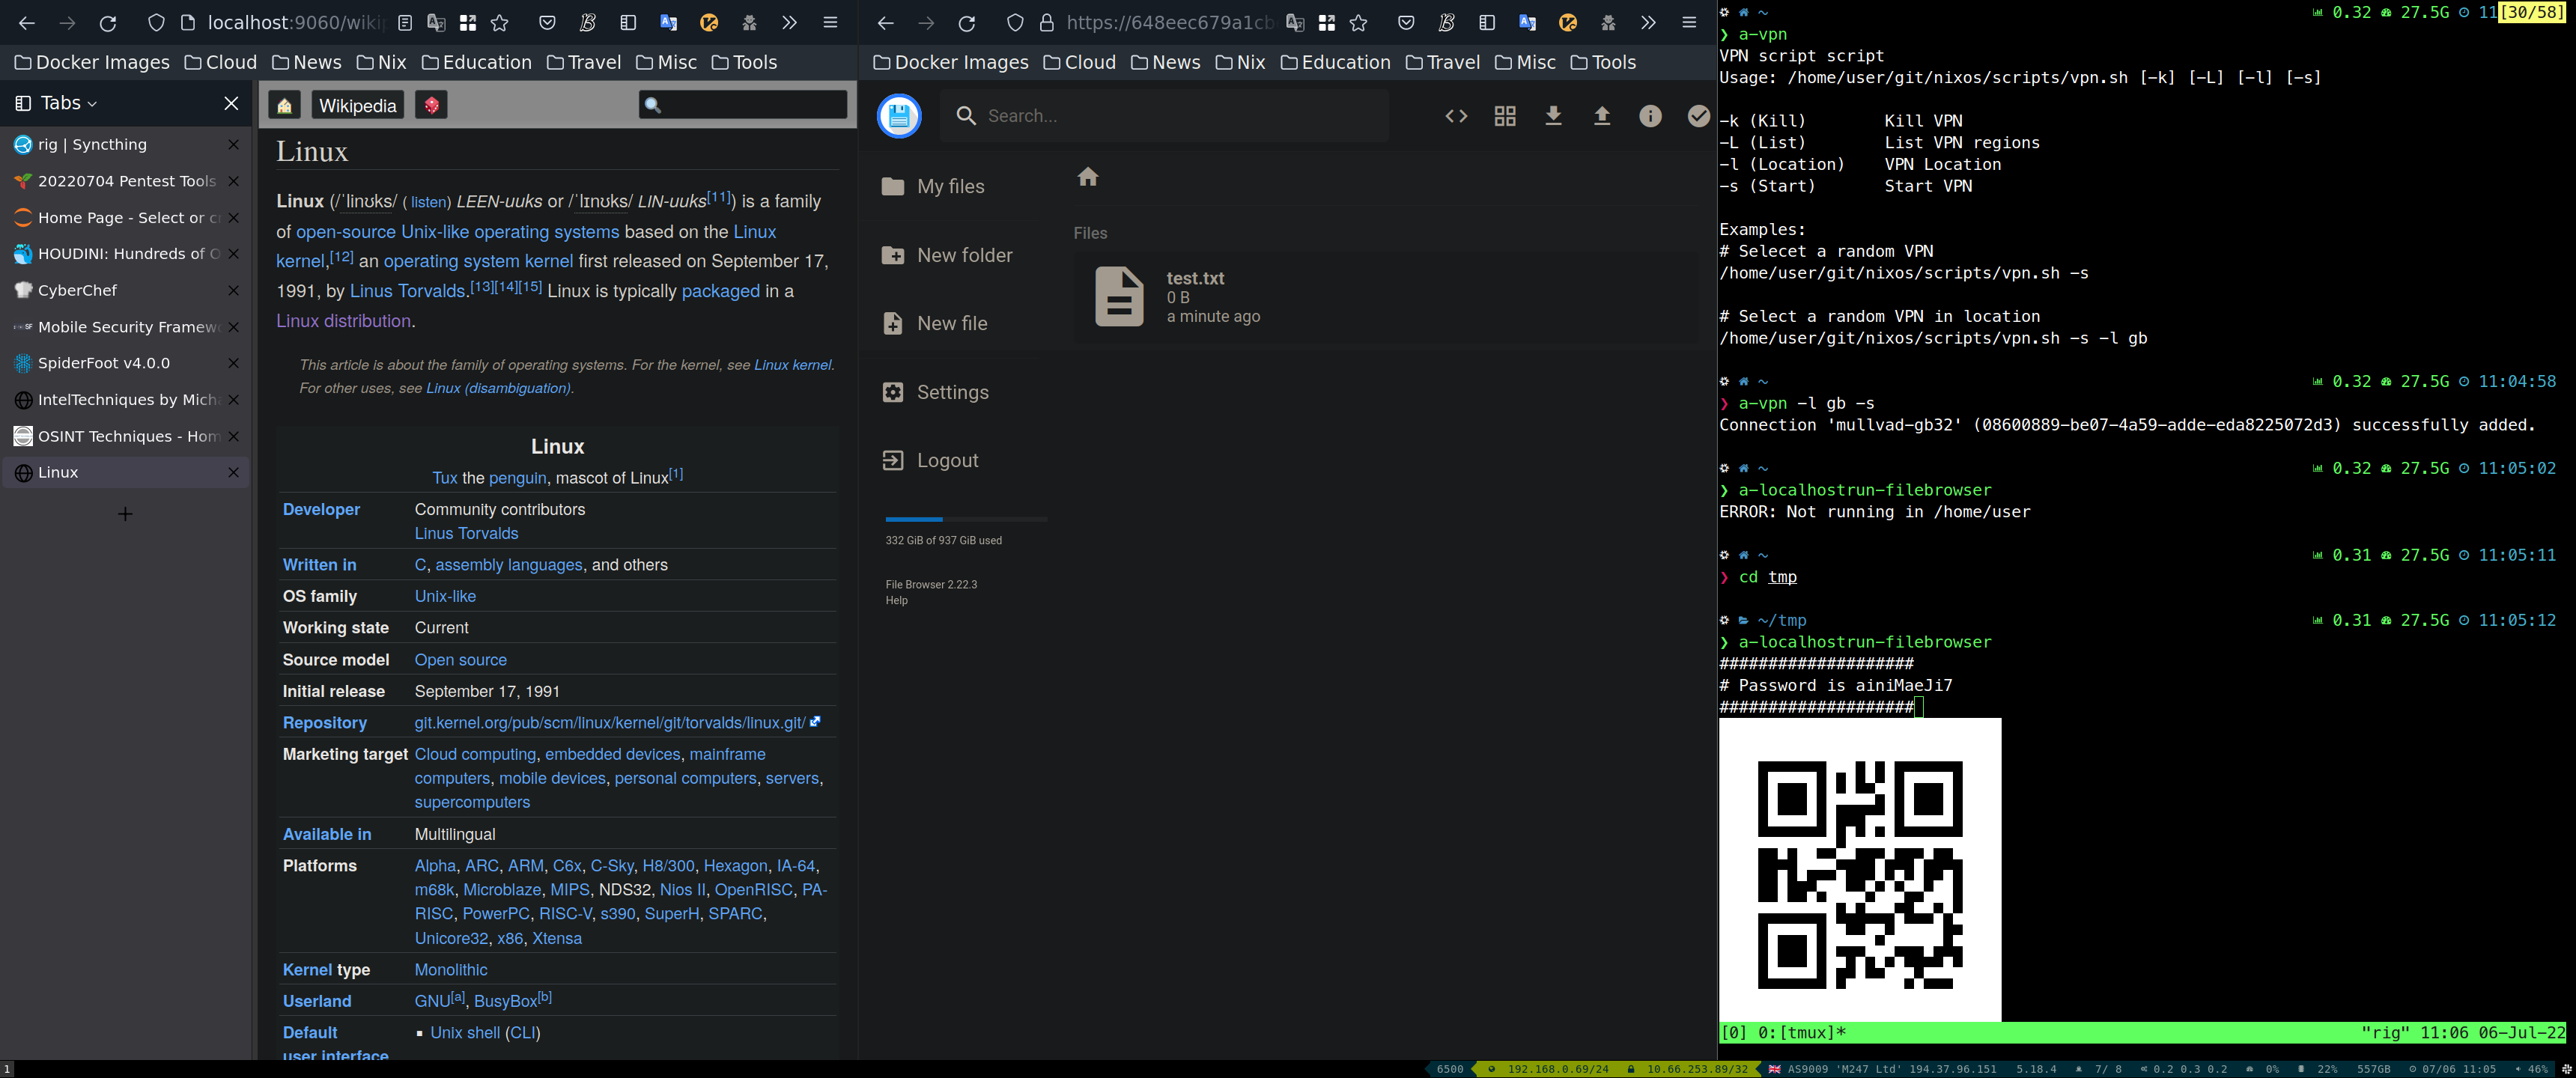 localhost:9060/wiki
Docker Images Cloud News Nix Education Travel Misc Tools
Tabs
rig | Syncthing
20220704 Pentest Tools
Home Page - Select or c
HOUDINI: Hundreds of O
CyberChef
Mobile Security Framew
SpiderFoot v4.0.0
IntelTechniques by Micha
OSINT Techniques - Hom
Linux
Wikipedia
Linux
Linux (/ˈlinʊks/ ( listen) LEEN-uuks or /ˈlɪnʊks/ LIN-uuks[11]) is a family
of open-source Unix-like operating systems based on the Linux
kernel,[12] an operating system kernel first released on September 17,
1991, by Linus Torvalds.[13][14][15] Linux is typically packaged in a
Linux distribution.
This article is about the family of operating systems. For the kernel, see Linux kernel.
For other uses, see Linux (disambiguation).
Linux
Tux the penguin, mascot of Linux[1]
Developer Community contributors
Linus Torvalds
Written in C, assembly languages, and others
OS family Unix-like
Working state Current
Source model Open source
Initial release September 17, 1991
Repository git.kernel.org/pub/scm/linux/kernel/git/torvalds/linux.git/
Marketing target Cloud computing, embedded devices, mainframe
computers, mobile devices, personal computers, servers,
supercomputers
Available in Multilingual
Platforms Alpha, ARC, ARM, C6x, C-Sky, H8/300, Hexagon, IA-64,
m68k, Microblaze, MIPS, NDS32, Nios II, OpenRISC, PA-
RISC, PowerPC, RISC-V, s390, SuperH, SPARC,
Unicore32, x86, Xtensa
Kernel type Monolithic
Userland GNU[a], BusyBox[b]
Default ▪ Unix shell (CLI)
user interface
https://648eec679a1cb
Docker Images Cloud News Nix Education Travel Misc Tools
Search...
My files
New folder
New file
Settings
Logout
332 GiB of 937 GiB used
File Browser 2.22.3
Help
Files
test.txt
0 B
a minute ago
~ 0.32 27.5G 11[30/58]
❯ a-vpn
VPN script script
Usage: /home/user/git/nixos/scripts/vpn.sh [-k] [-L] [-l] [-s]
-k (Kill) Kill VPN
-L (List) List VPN regions
-l (Location) VPN Location
-s (Start) Start VPN
Examples:
# Selecet a random VPN
/home/user/git/nixos/scripts/vpn.sh -s
# Select a random VPN in location
/home/user/git/nixos/scripts/vpn.sh -s -l gb
~ 0.32 27.5G 11:04:58
❯ a-vpn -l gb -s
Connection 'mullvad-gb32' (08600889-be07-4a59-adde-eda8225072d3) successfully added.
~ 0.32 27.5G 11:05:02
❯ a-localhostrun-filebrowser
ERROR: Not running in /home/user
~ 0.31 27.5G 11:05:11
❯ cd tmp
~/tmp 0.31 27.5G 11:05:12
❯ a-localhostrun-filebrowser
####################
# Password is ainiMaeJi7
####################
[0] 0:[tmux]* "rig" 11:06 06-Jul-22
1 6500 192.168.0.69/24 10.66.253.89/32 AS9009 'M247 Ltd' 194.37.96.151 5.18.4 7/ 8 0.2 0.3 0.2 0% 22% 557GB 07/06 11:05 46%